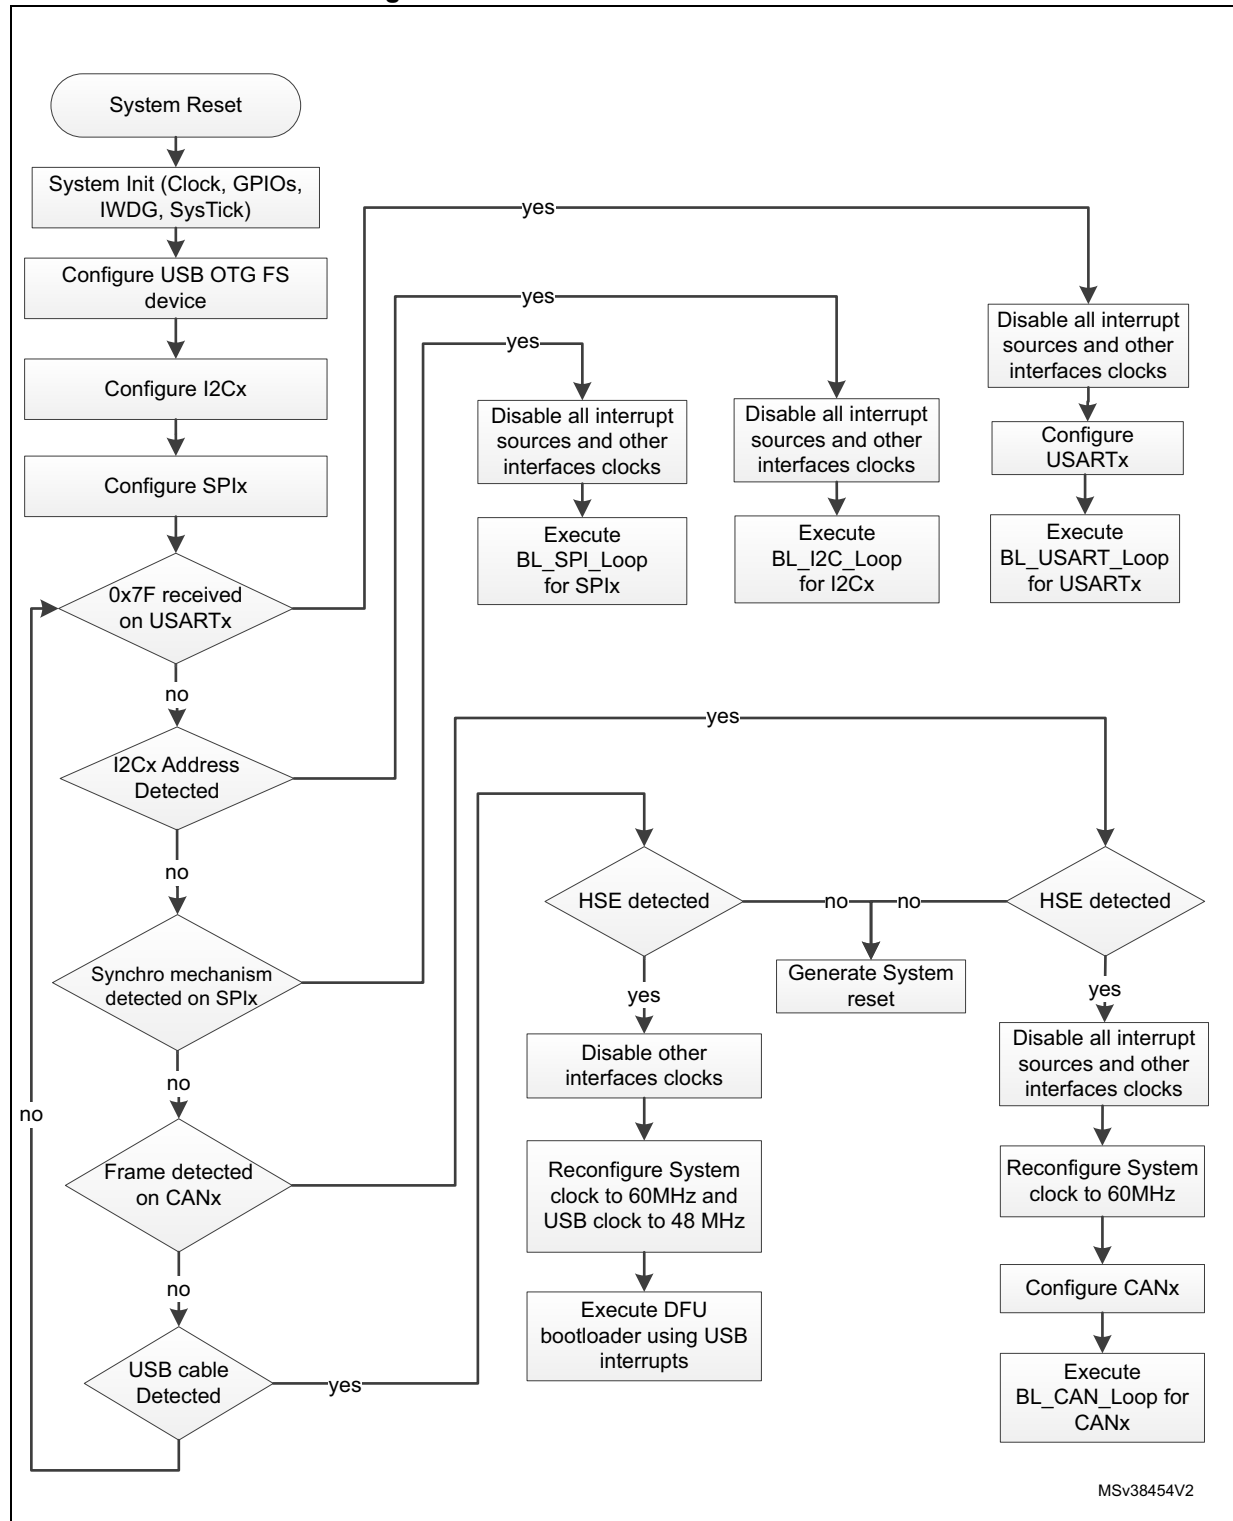 System Reset
System Init (Clock, GPIOs,
IWDG, SysTick)
Configure USB OTG FS
device
Configure I2Cx
Configure SPIx
0x7F received
on USARTx
no
I2Cx Address
Detected
no
Synchro mechanism
detected on SPIx
no
Frame detected
on CANx
no
USB cable
Detected
no
yes
yes
yes
Disable all interrupt
sources and other
interfaces clocks
Execute
BL_SPI_Loop
for SPIx
Disable all interrupt
sources and other
interfaces clocks
Execute
BL_I2C_Loop
for I2Cx
Disable all interrupt
sources and other
interfaces clocks
Configure
USARTx
Execute
BL_USART_Loop
for USARTx
yes
yes
HSE detected
no
no
HSE detected
Generate System
reset
yes
Disable other
interfaces clocks
Reconfigure System
clock to 60MHz and
USB clock to 48 MHz
Execute DFU
bootloader using USB
interrupts
yes
Disable all interrupt
sources and other
interfaces clocks
Reconfigure System
clock to 60MHz
Configure CANx
Execute
BL_CAN_Loop for
CANx
MSv38454V2